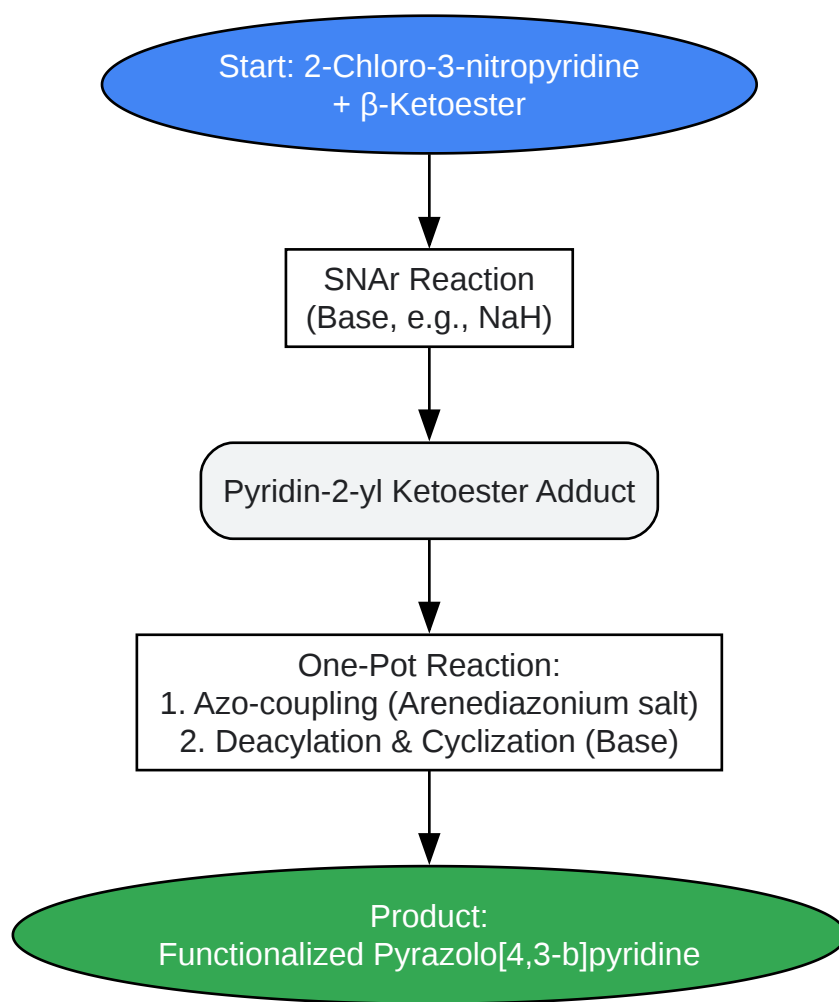 Start: 2-Chloro-3-nitropyridine
+ β-Ketoester
SNAr Reaction
(Base, e.g., NaH)
Pyridin-2-yl Ketoester Adduct
One-Pot Reaction:
1. Azo-coupling (Arenediazonium salt)
2. Deacylation & Cyclization (Base)
Product:
Functionalized Pyrazolo[4,3-b]pyridine